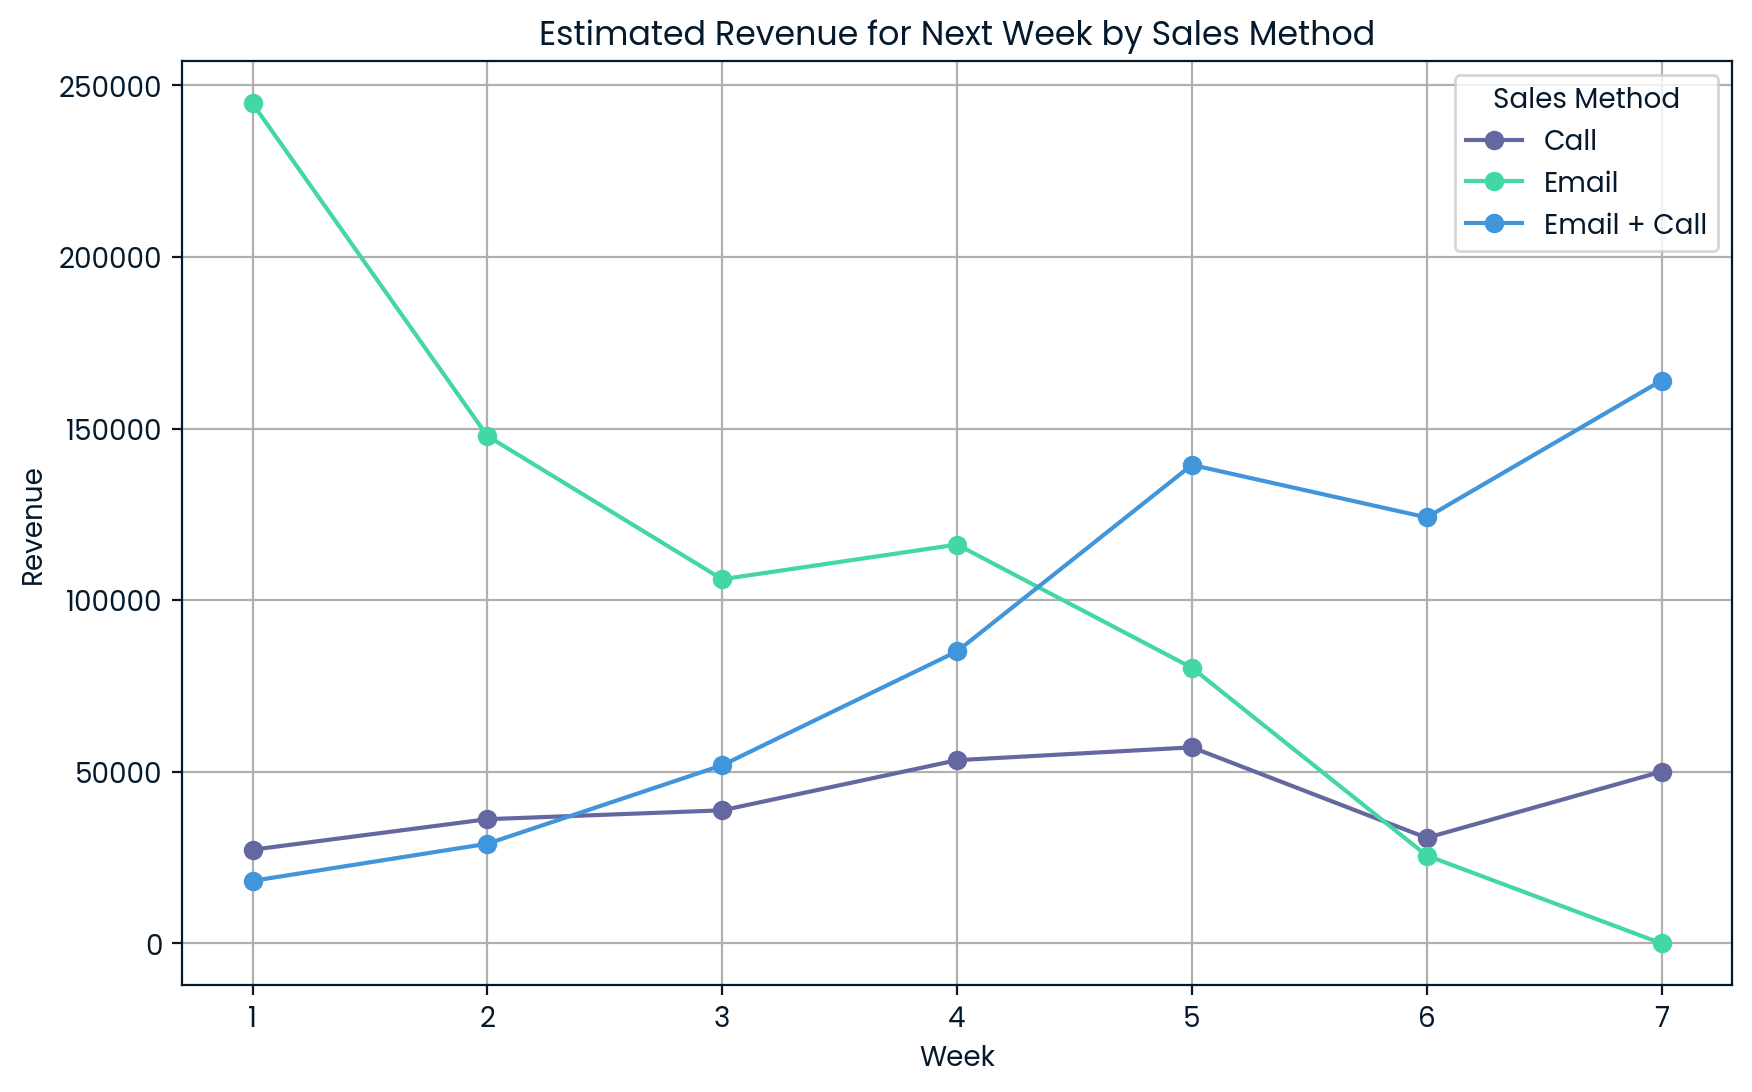 Estimated Revenue for Next Week by Sales Method
250000
200000
150000
100000
50000
0
Revenue
Sales Method
Call
Email
Email + Call
1 2 3 4 5 6 7
Week